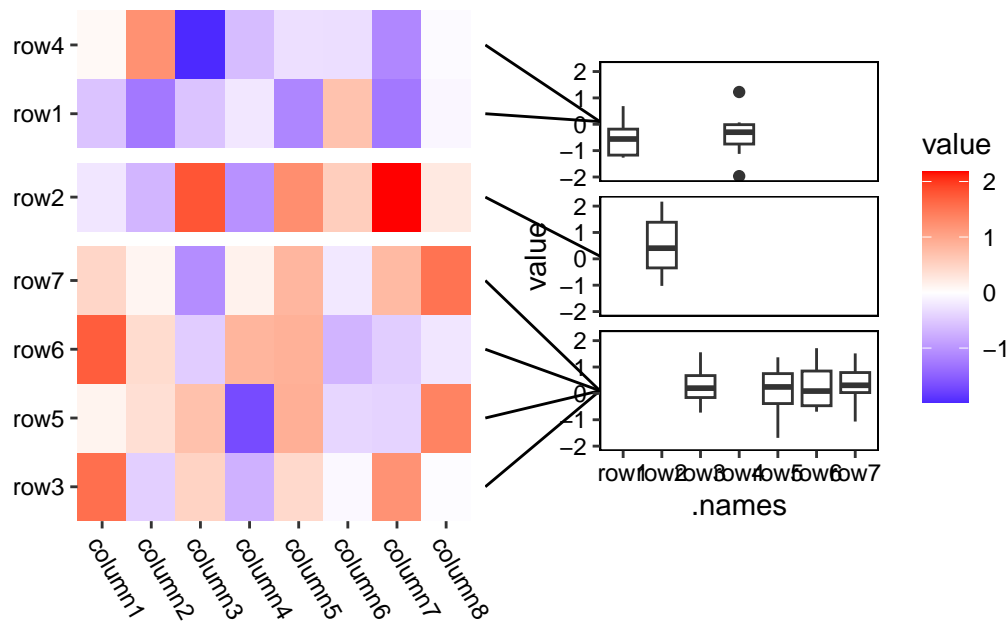 row4
row1
row2
row7
row6
row5
row3
column1
column2
column3
column4
column5
column6
column7
column8
value
2
1
0
−1
−2
2
1
0
−1
−2
2
1
0
−1
−2
row1
row2
row3
row4
row5
row6
row7
.names
value
2
1
0
−1